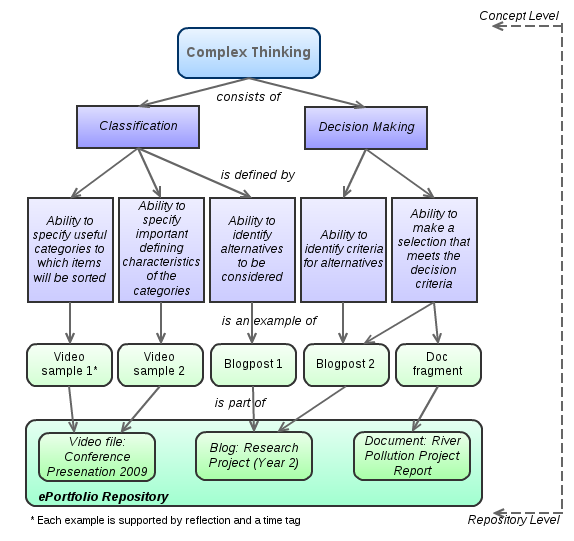 Concept Level
Complex Thinking
consists of
Classification
Decision Making
is defined by
Ability to
specify useful
categories to
which items
will be sorted
Ability to
specify
important
defining
characteristics
of the
categories
Ability to
identify
alternatives
to be
considered
Ability to
identify criteria
for alternatives
Ability to
make a
selection that
meets the
decision
criteria
is an example of
Video
sample 1*
Video
sample 2
Blogpost 1
Blogpost 2
Doc
fragment
is part of
Video file:
Conference
Presenation 2009
Blog: Research
Project (Year 2)
Document: River
Pollution Project
Report
ePortfolio Repository
* Each example is supported by reflection and a time tag
Repository Level